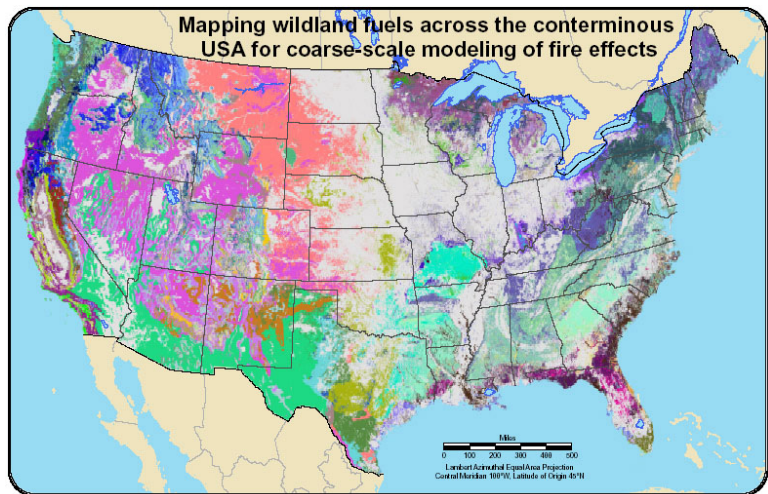 Mapping wildland fuels across the conterminous
USA for coarse-scale modeling of fire effects
Miles
0 100 200 300 400 500
Lambert Azimuthal Equal Area Projection
Central Meridian 100°W, Latitude of Origin 45°N